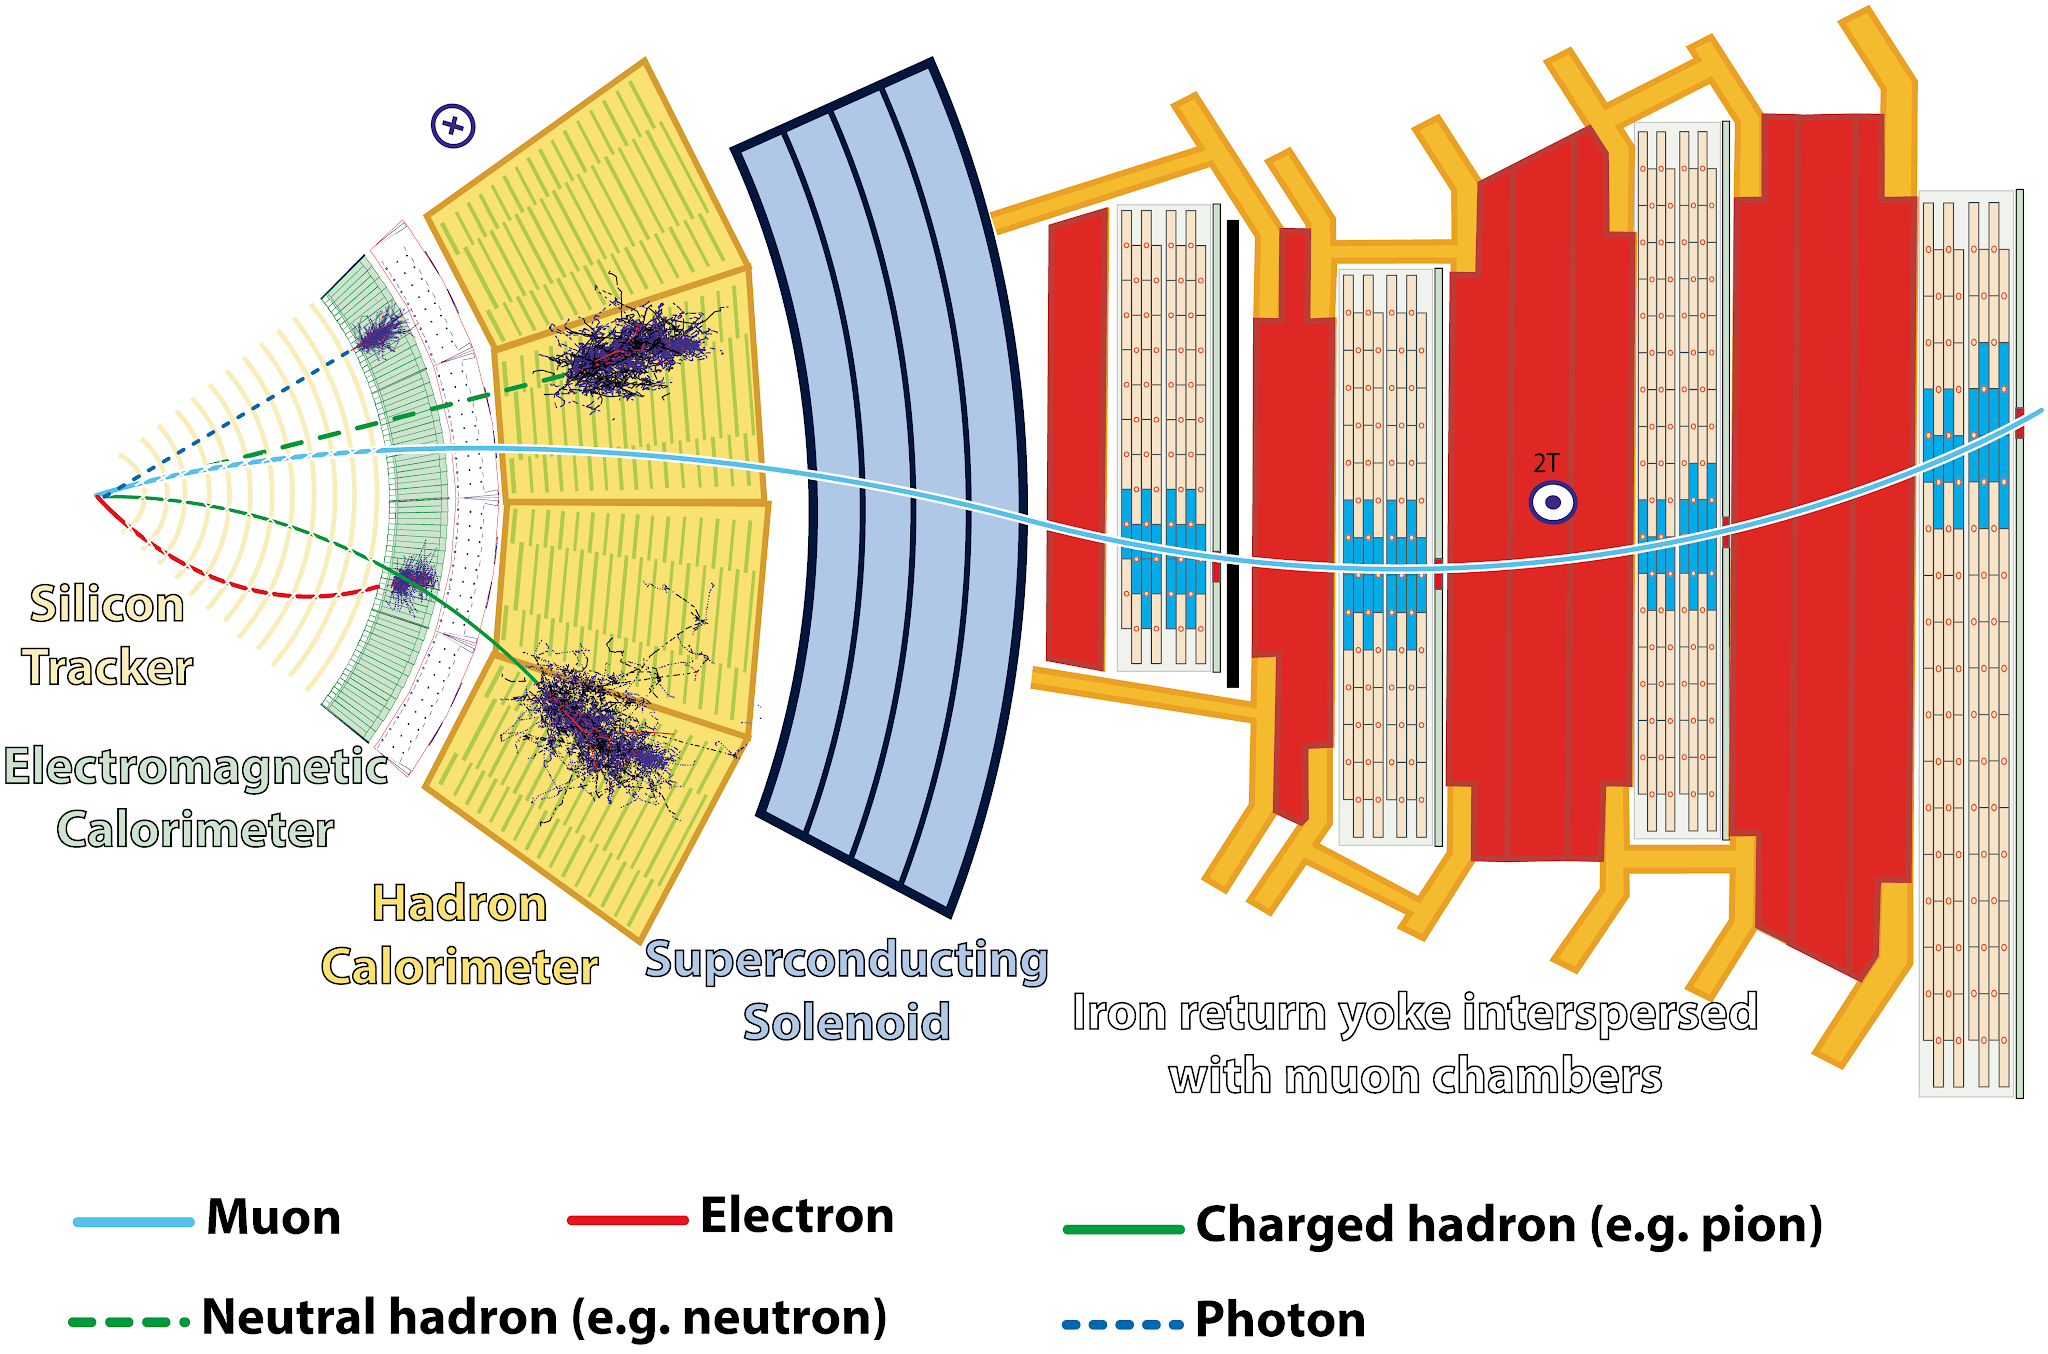 2T
Silicon
Tracker
Electromagnetic
Calorimeter
Hadron
Calorimeter
Superconducting
Solenoid
Iron return yoke interspersed
with muon chambers
Muon
Electron
Charged hadron (e.g. pion)
Neutral hadron (e.g. neutron)
Photon